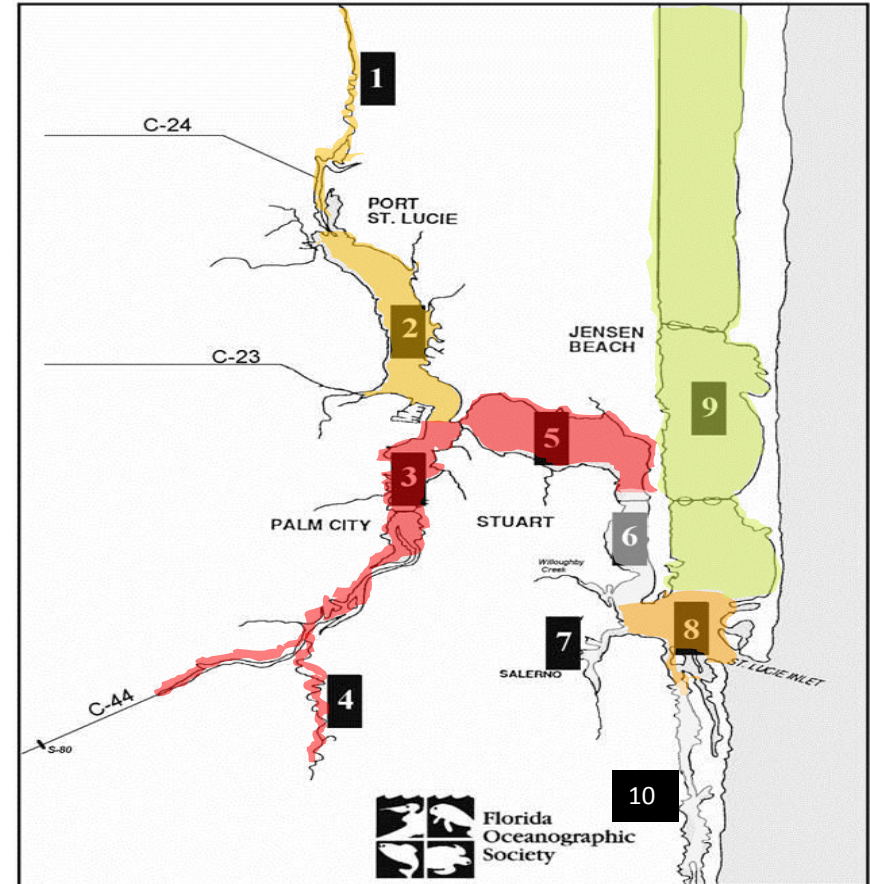 1
C-24
PORT
ST. LUCIE
2
JENSEN
BEACH
C-23
9
5
3
PALM CITY
STUART
6
Willoughby
Creek
8
7
ST. LUCIE INLET
SALERNO
4
C-44
S-80
10
Florida
Oceanographic
Society